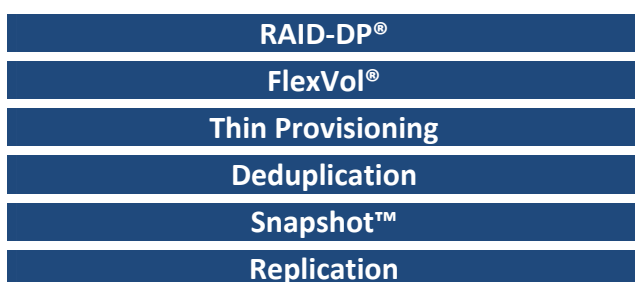 RAID-DP®
FlexVol®
Thin Provisioning
Deduplication
Snapshot™
Replication